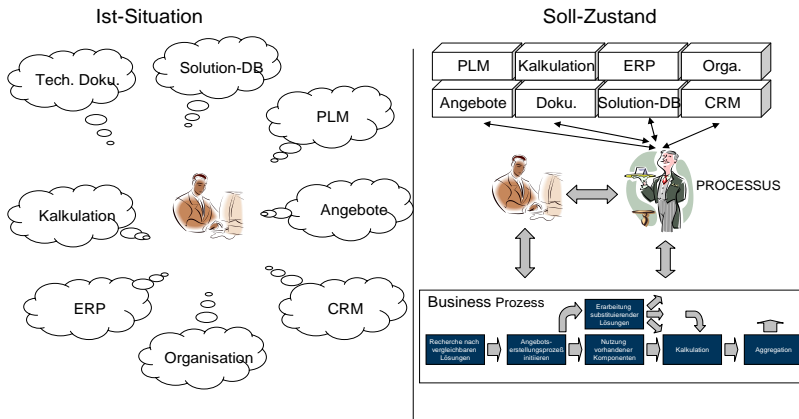 Ist-Situation
Tech. Doku.
Solution-DB
PLM
Kalkulation
Angebote
ERP
CRM
Organisation
Soll-Zustand
PLM
Kalkulation
ERP
Orga.
Angebote
Doku.
Solution-DB
CRM
PROCESSUS
Business Prozess
Erarbeitung
substituierender
Lösungen
Recherche nach
vergleichbaren
Lösungen
Angebots-
erstellungsprozeß
initiieren
Nutzung
vorhandener
Komponenten
Kalkulation
Aggregation